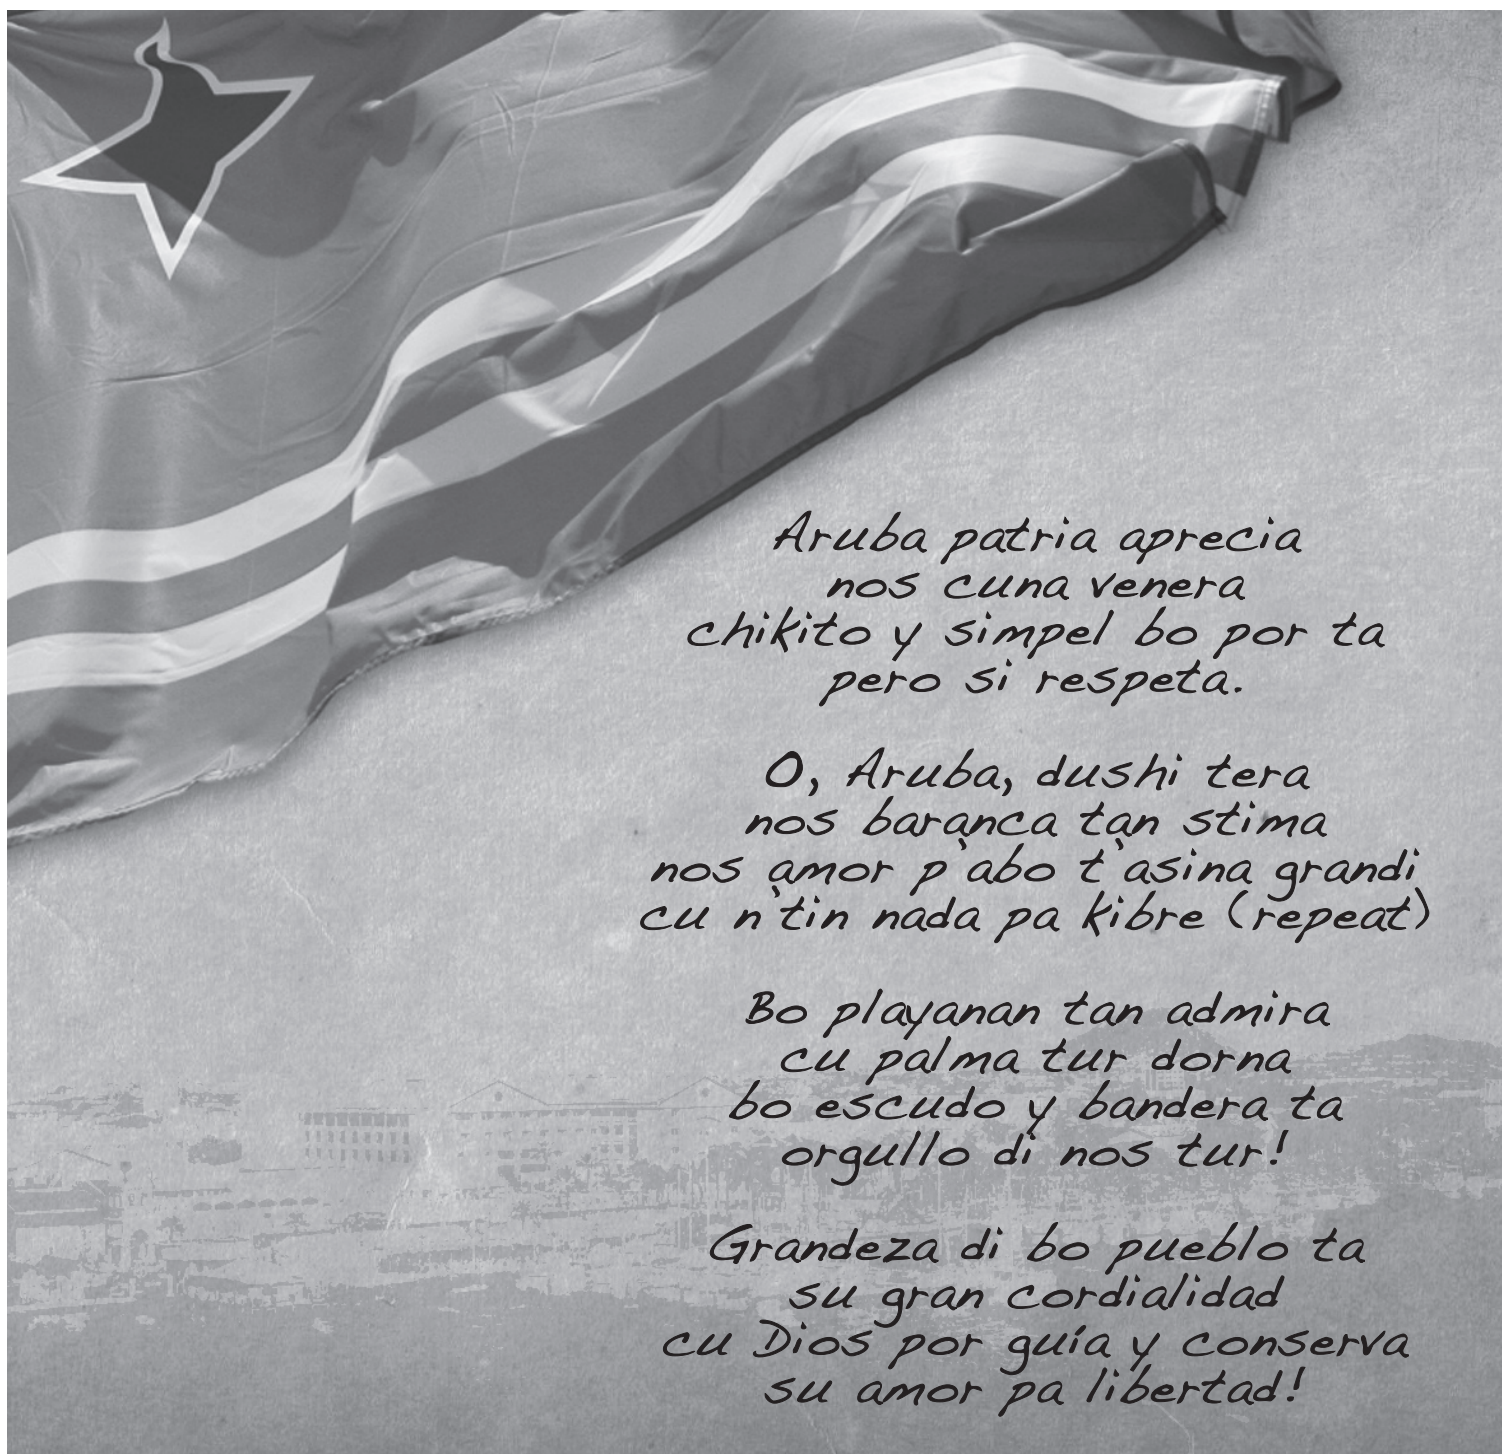 Aruba patria aprecia
nos cuna venera
chikito y simpel bo por ta
pero si respeta.
O, Aruba, dushi tera
nos baranca tan stima
nos amor p`abo t`asina grandi
cu n`tin nada pa kibre (repeat)
Bo playanan tan admira
cu palma tur dorna
bo escudo y bandera ta
orgullo di nos tur!
Grandeza di bo pueblo ta
su gran cordialidad
cu Dios por guía y conserva
su amor pa libertad!